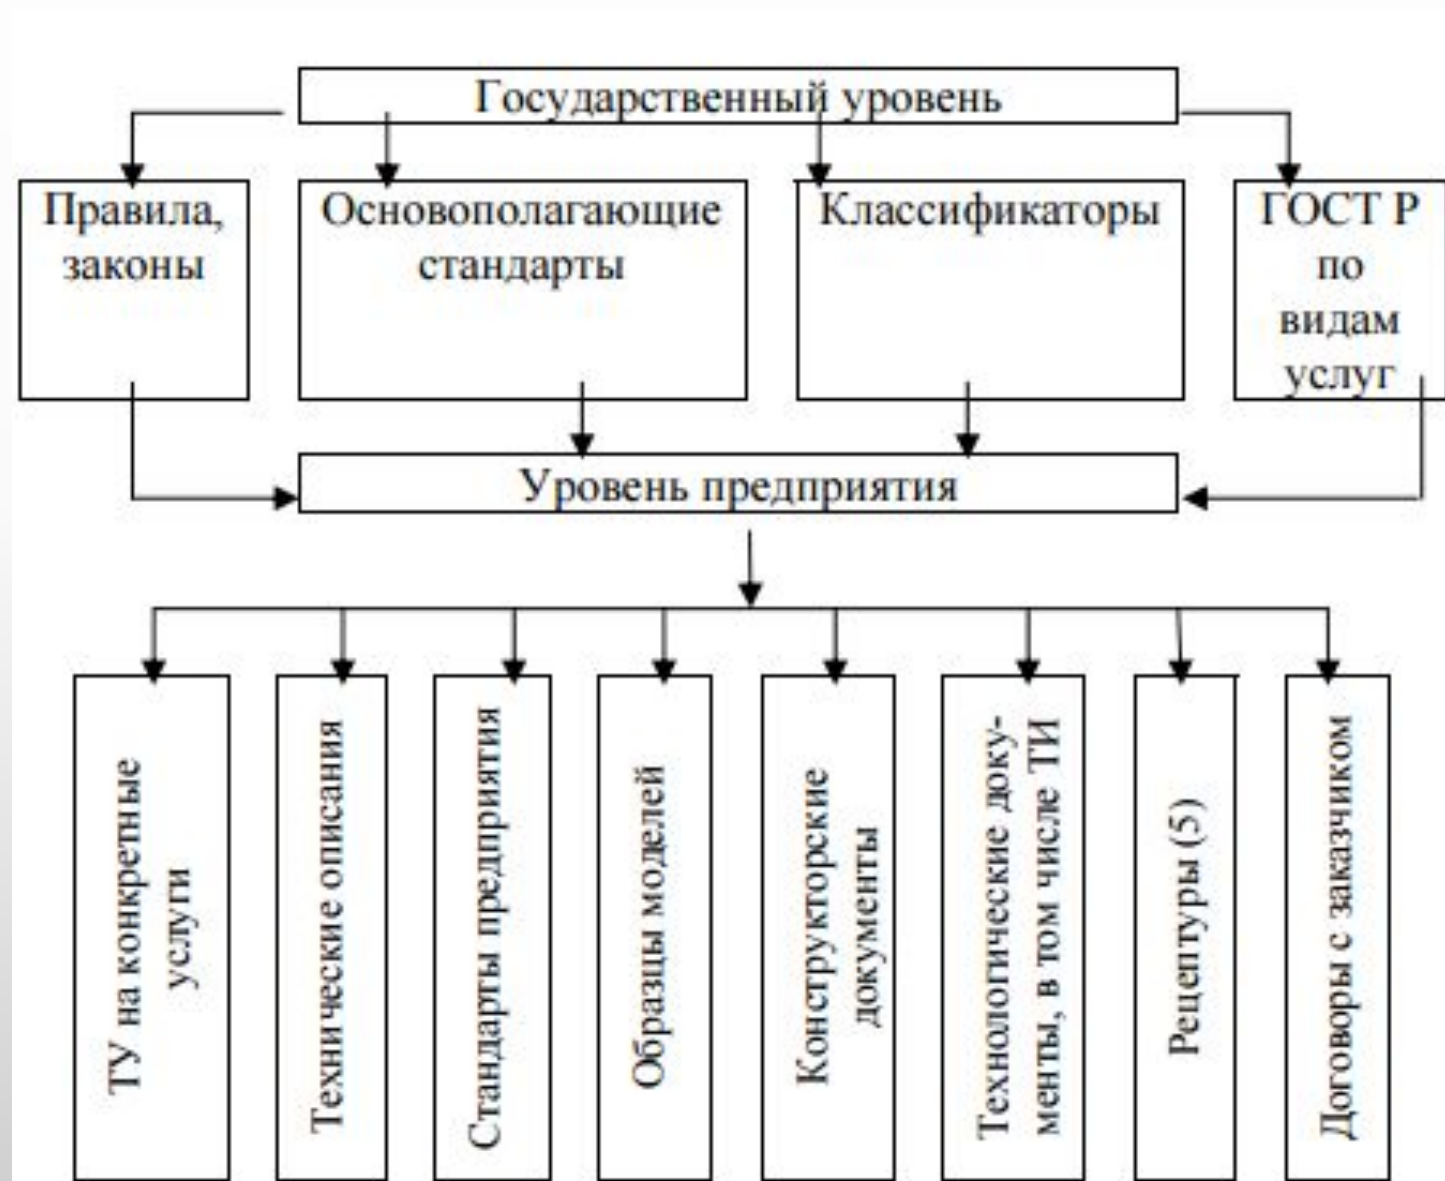 Государственный уровень
Правила,
законы
Основополагающие
стандарты
Классификаторы
ГОСТ Р
по
видам
услуг
Уровень предприятия
ТУ на конкретные
услуги
Технические описания
Стандарты предприятия
Образцы моделей
Конструкторские
документы
Технологические доку-
менты, в том числе ТИ
Рецептуры (5)
Договоры с заказчиком